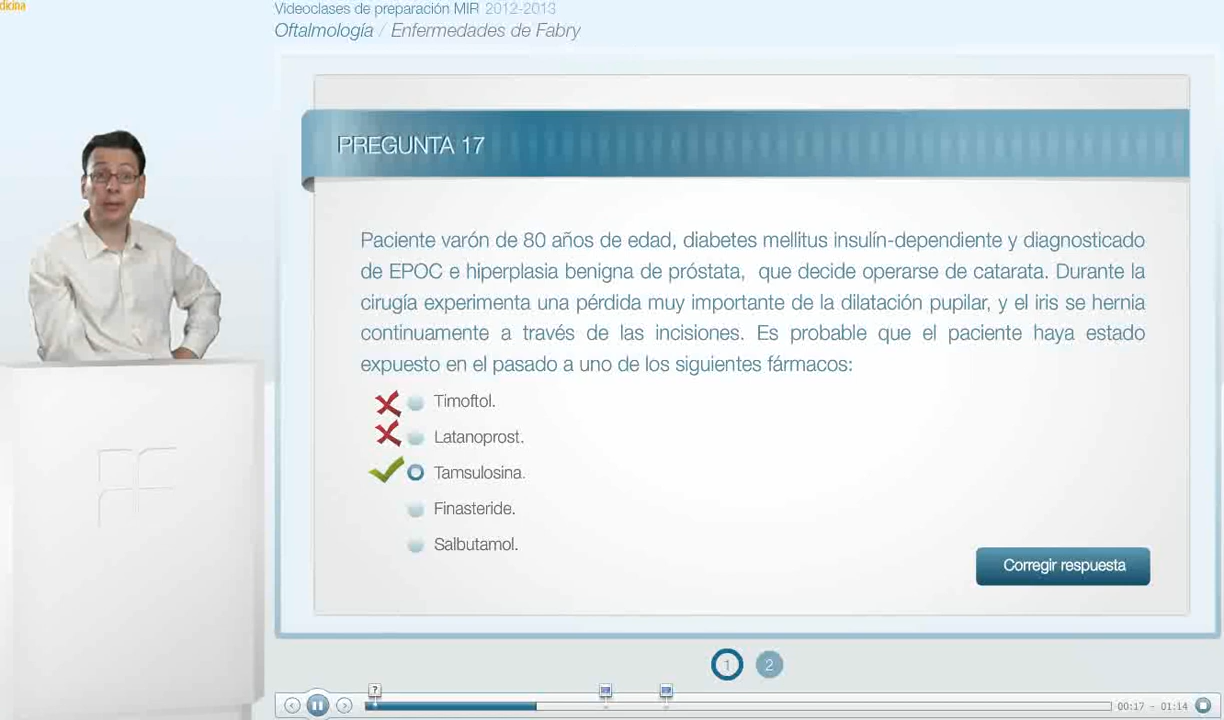 dicina
Videoclases de preparación MIR 2012-2013
Oftalmología / Enfermedades de Fabry
PREGUNTA 17
Paciente varón de 80 años de edad, diabetes mellitus insulín-dependiente y diagnosticado
de EPOC e hiperplasia benigna de próstata, que decide operarse de catarata. Durante la
cirugía experimenta una pérdida muy importante de la dilatación pupilar, y el iris se hernia
continuamente a través de las incisiones. Es probable que el paciente haya estado
expuesto en el pasado a uno de los siguientes fármacos:
Timoftol.
Latanoprost.
Tamsulosina.
Finasteride.
Salbutamol.
Corregir respuesta
1 2
?
00:17 - 01:14